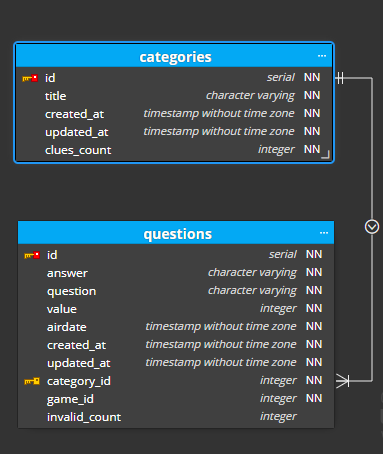 categories ...
id serial NN
title character varying NN
created_at timestamp without time zone NN
updated_at timestamp without time zone NN
clues_count integer NN
questions ...
id serial NN
answer character varying NN
question character varying NN
value integer NN
airdate timestamp without time zone NN
created_at timestamp without time zone NN
updated_at timestamp without time zone NN
category_id integer NN
game_id integer NN
invalid_count integer